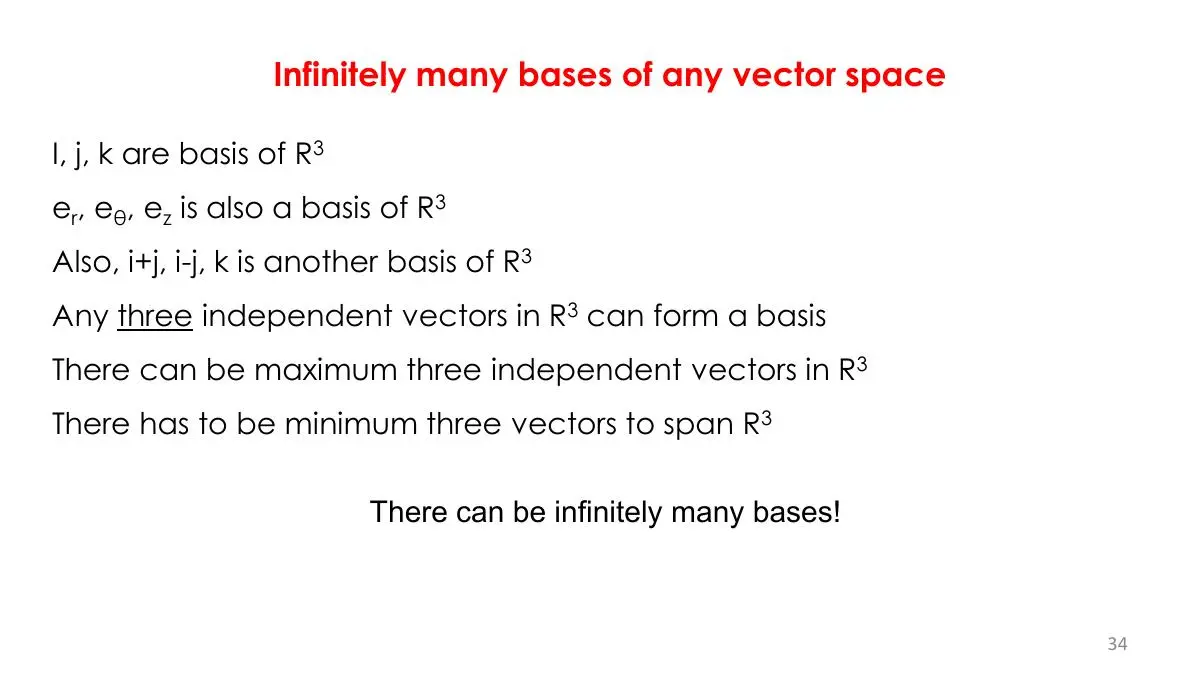 Infinitely many bases of any vector space
I, j, k are basis of R³
eᵣ, e_θ, e_z is also a basis of R³
Also, i+j, i-j, k is another basis of R³
Any three independent vectors in R³ can form a basis
There can be maximum three independent vectors in R³
There has to be minimum three vectors to span R³
There can be infinitely many bases!
34